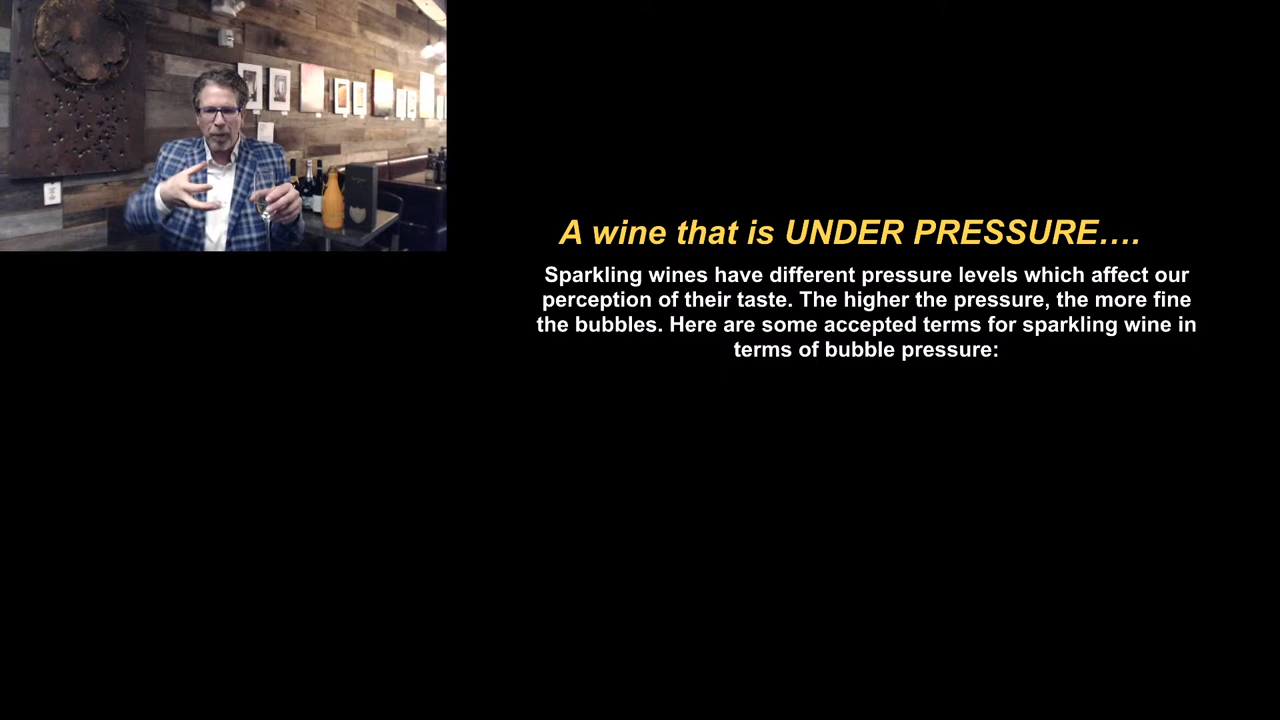 A wine that is UNDER PRESSURE....
Sparkling wines have different pressure levels which affect our
perception of their taste. The higher the pressure, the more fine
the bubbles. Here are some accepted terms for sparkling wine in
terms of bubble pressure: